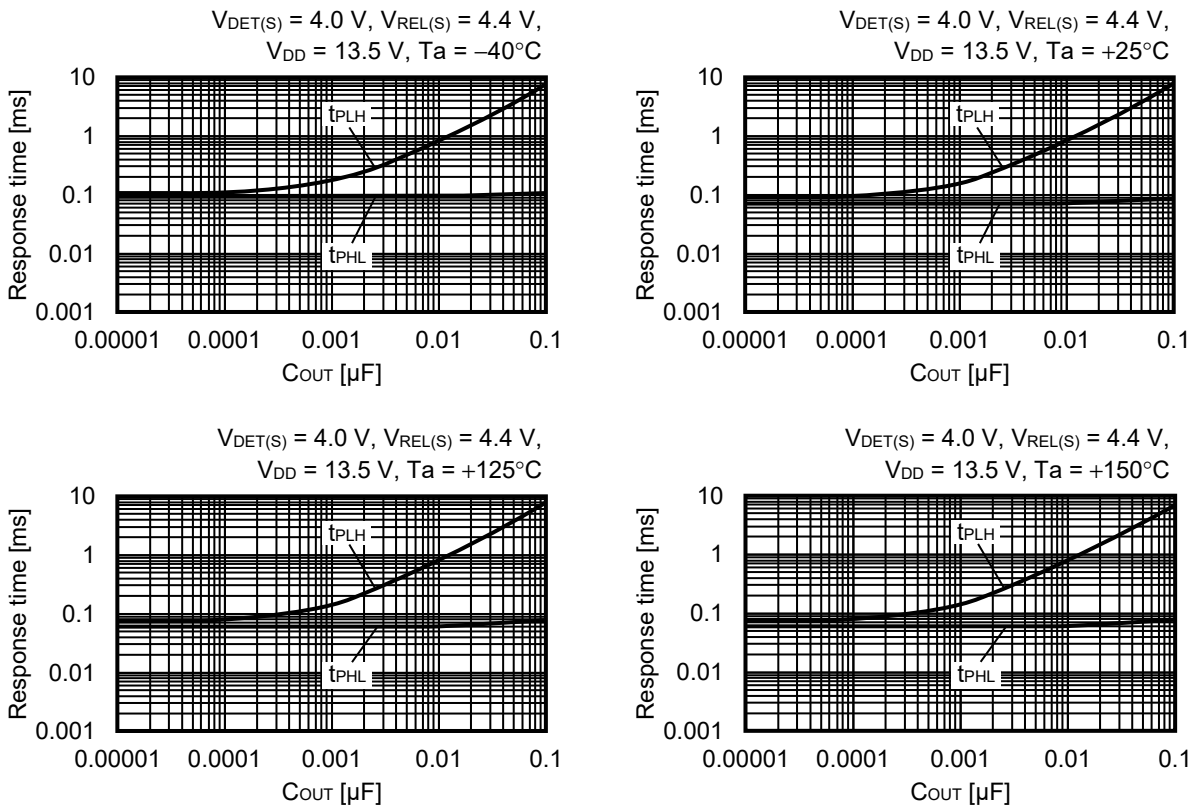 VDET(S) = 4.0 V, VREL(S) = 4.4 V,
VDD = 13.5 V, Ta = −40°C
Response time [ms]
10
1
0.1
0.01
0.001
tPLH
tPHL
0.00001 0.0001 0.001 0.01 0.1
COUT [µF]
VDET(S) = 4.0 V, VREL(S) = 4.4 V,
VDD = 13.5 V, Ta = +25°C
Response time [ms]
10
1
0.1
0.01
0.001
tPLH
tPHL
0.00001 0.0001 0.001 0.01 0.1
COUT [µF]
VDET(S) = 4.0 V, VREL(S) = 4.4 V,
VDD = 13.5 V, Ta = +125°C
Response time [ms]
10
1
0.1
0.01
0.001
tPLH
tPHL
0.00001 0.0001 0.001 0.01 0.1
COUT [µF]
VDET(S) = 4.0 V, VREL(S) = 4.4 V,
VDD = 13.5 V, Ta = +150°C
Response time [ms]
10
1
0.1
0.01
0.001
tPLH
tPHL
0.00001 0.0001 0.001 0.01 0.1
COUT [µF]